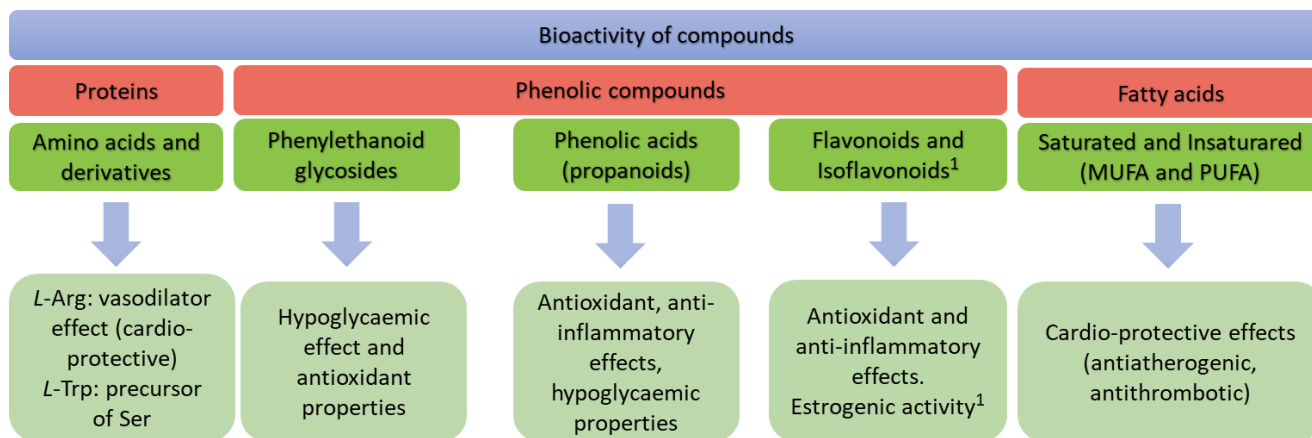 Bioactivity of compounds
Proteins
Phenolic compounds
Fatty acids
Amino acids and
derivatives
Phenylethanoid
glycosides
Phenolic acids
(propanoids)
Flavonoids and
Isoflavonoids1
Saturated and Insaturared
(MUFA and PUFA)
L-Arg: vasodilator
effect (cardio-
protective)
L-Trp: precursor
of Ser
Hypoglycaemic
effect and
antioxidant
properties
Antioxidant, anti-
inflammatory
effects,
hypoglycaemic
properties
Antioxidant and
anti-inflammatory
effects.
Estrogenic activity1
Cardio-protective effects
(antiatherogenic,
antithrombotic)